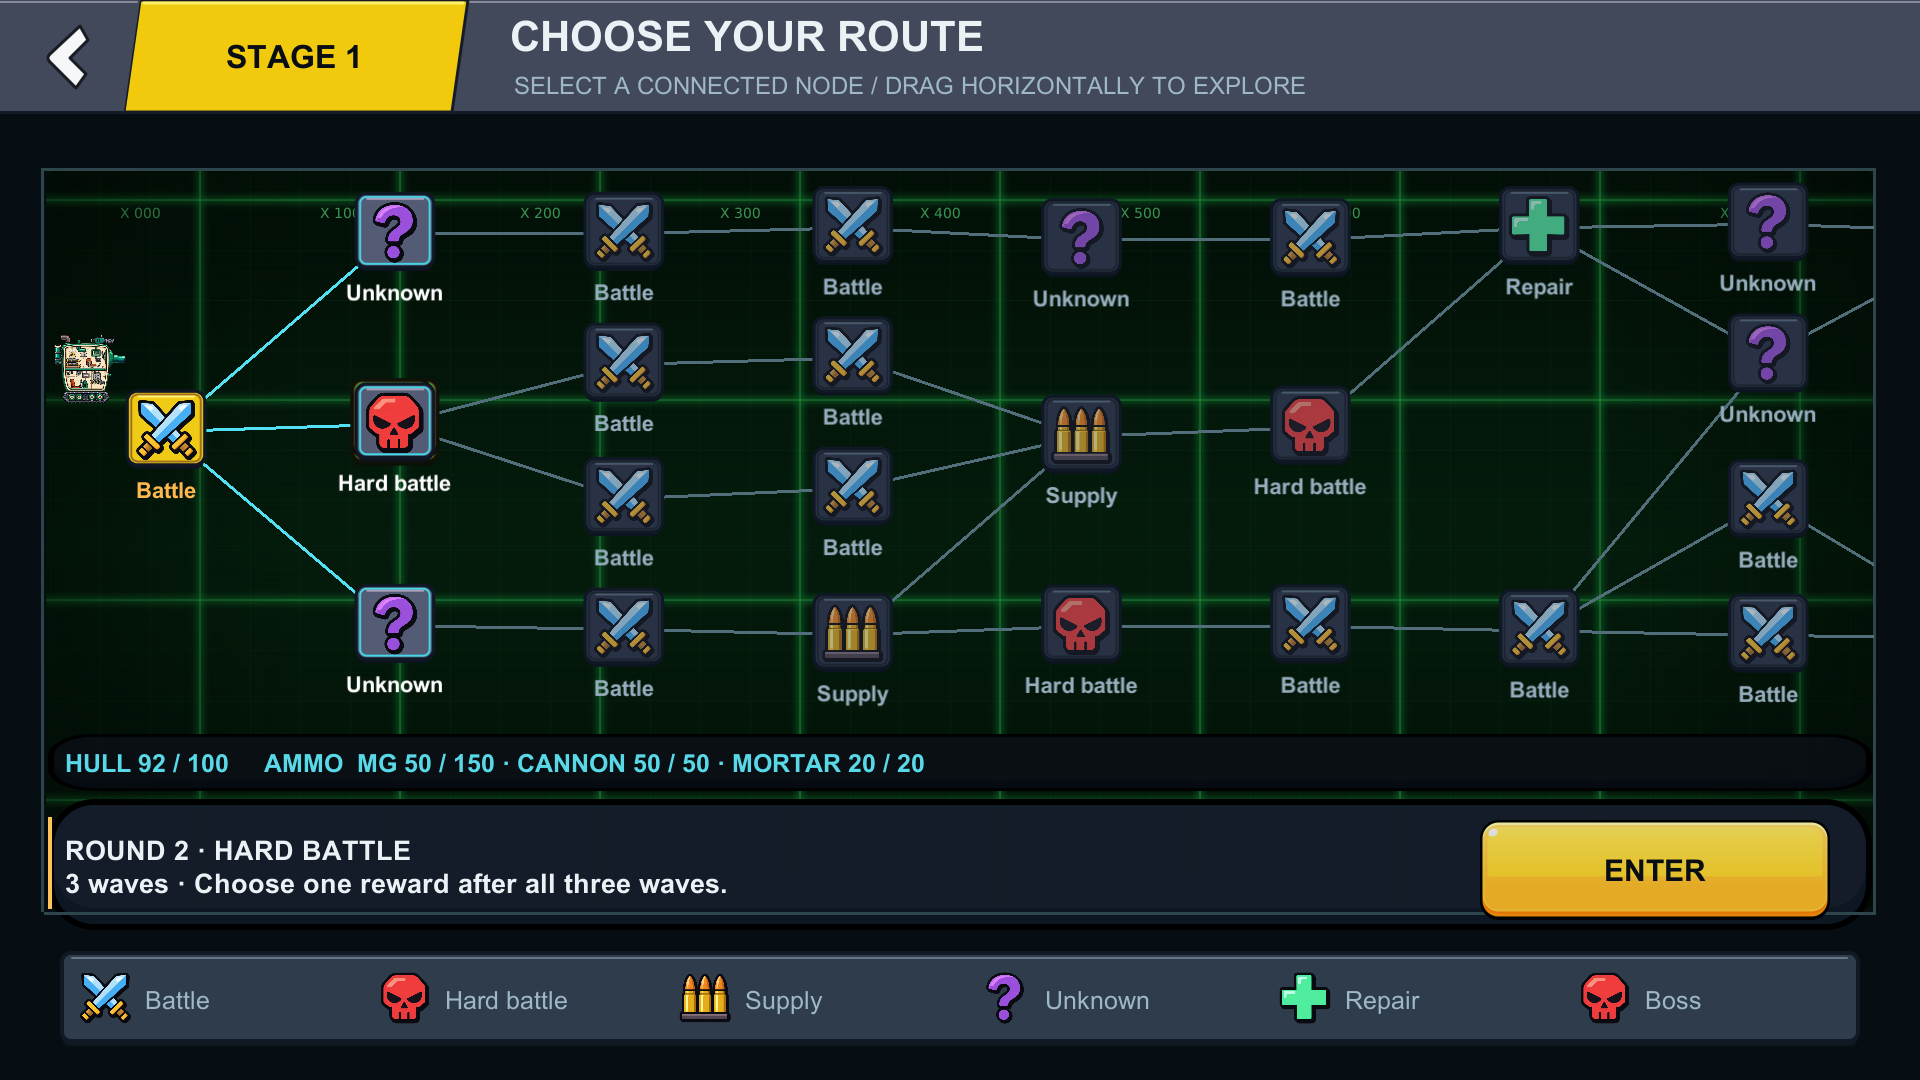 STAGE 1
CHOOSE YOUR ROUTE
SELECT A CONNECTED NODE / DRAG HORIZONTALLY TO EXPLORE
X 000
X 200
X 300
X 400
X 500
Unknown
Battle
Battle
Unknown
Battle
Repair
Unknown
Battle
Battle
Unknown
Battle
Hard battle
Supply
Hard battle
Battle
Battle
Battle
Unknown
Battle
Supply
Hard battle
Battle
Battle
Battle
HULL 92 / 100 AMMO MG 50 / 150 · CANNON 50 / 50 · MORTAR 20 / 20
ROUND 2 · HARD BATTLE
3 waves · Choose one reward after all three waves.
ENTER
Battle
Hard battle
Supply
Unknown
Repair
Boss